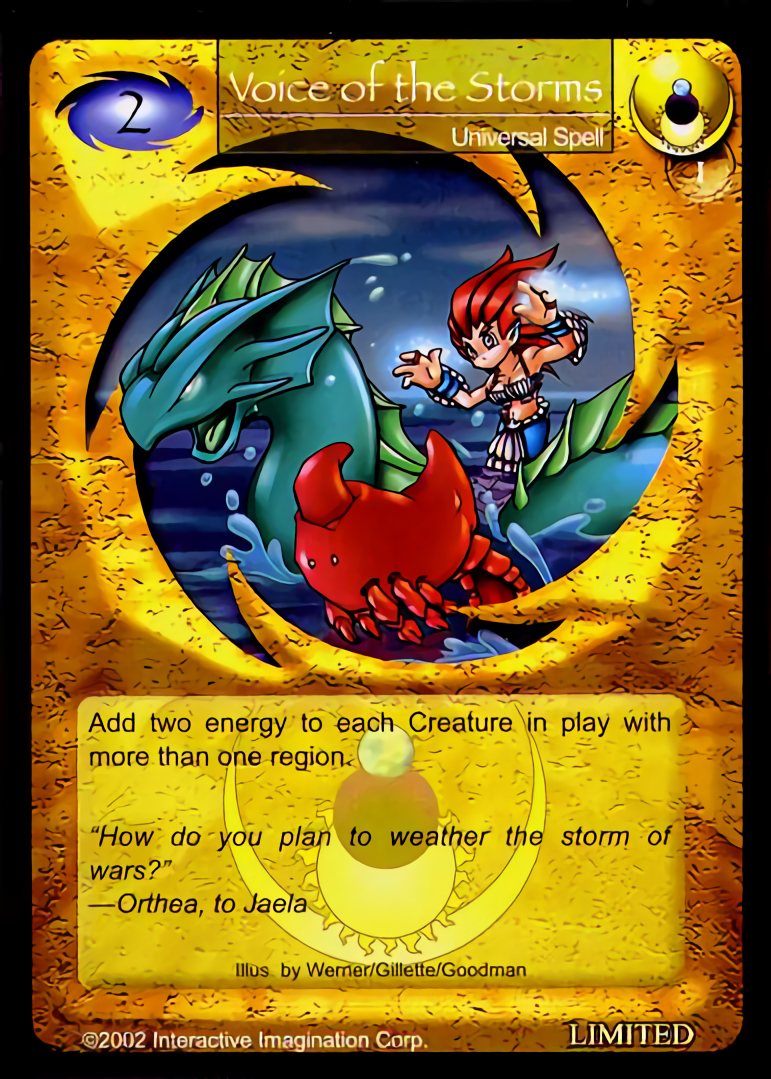 2
Voice of the Storms
Universal Spell
1
Add two energy to each Creature in play with
more than one region.
“How do you plan to weather the storm of
wars?”
—Orthea, to Jaela
Illus. by Werner/Gillette/Goodman
©2002 Interactive Imagination Corp.
LIMITED